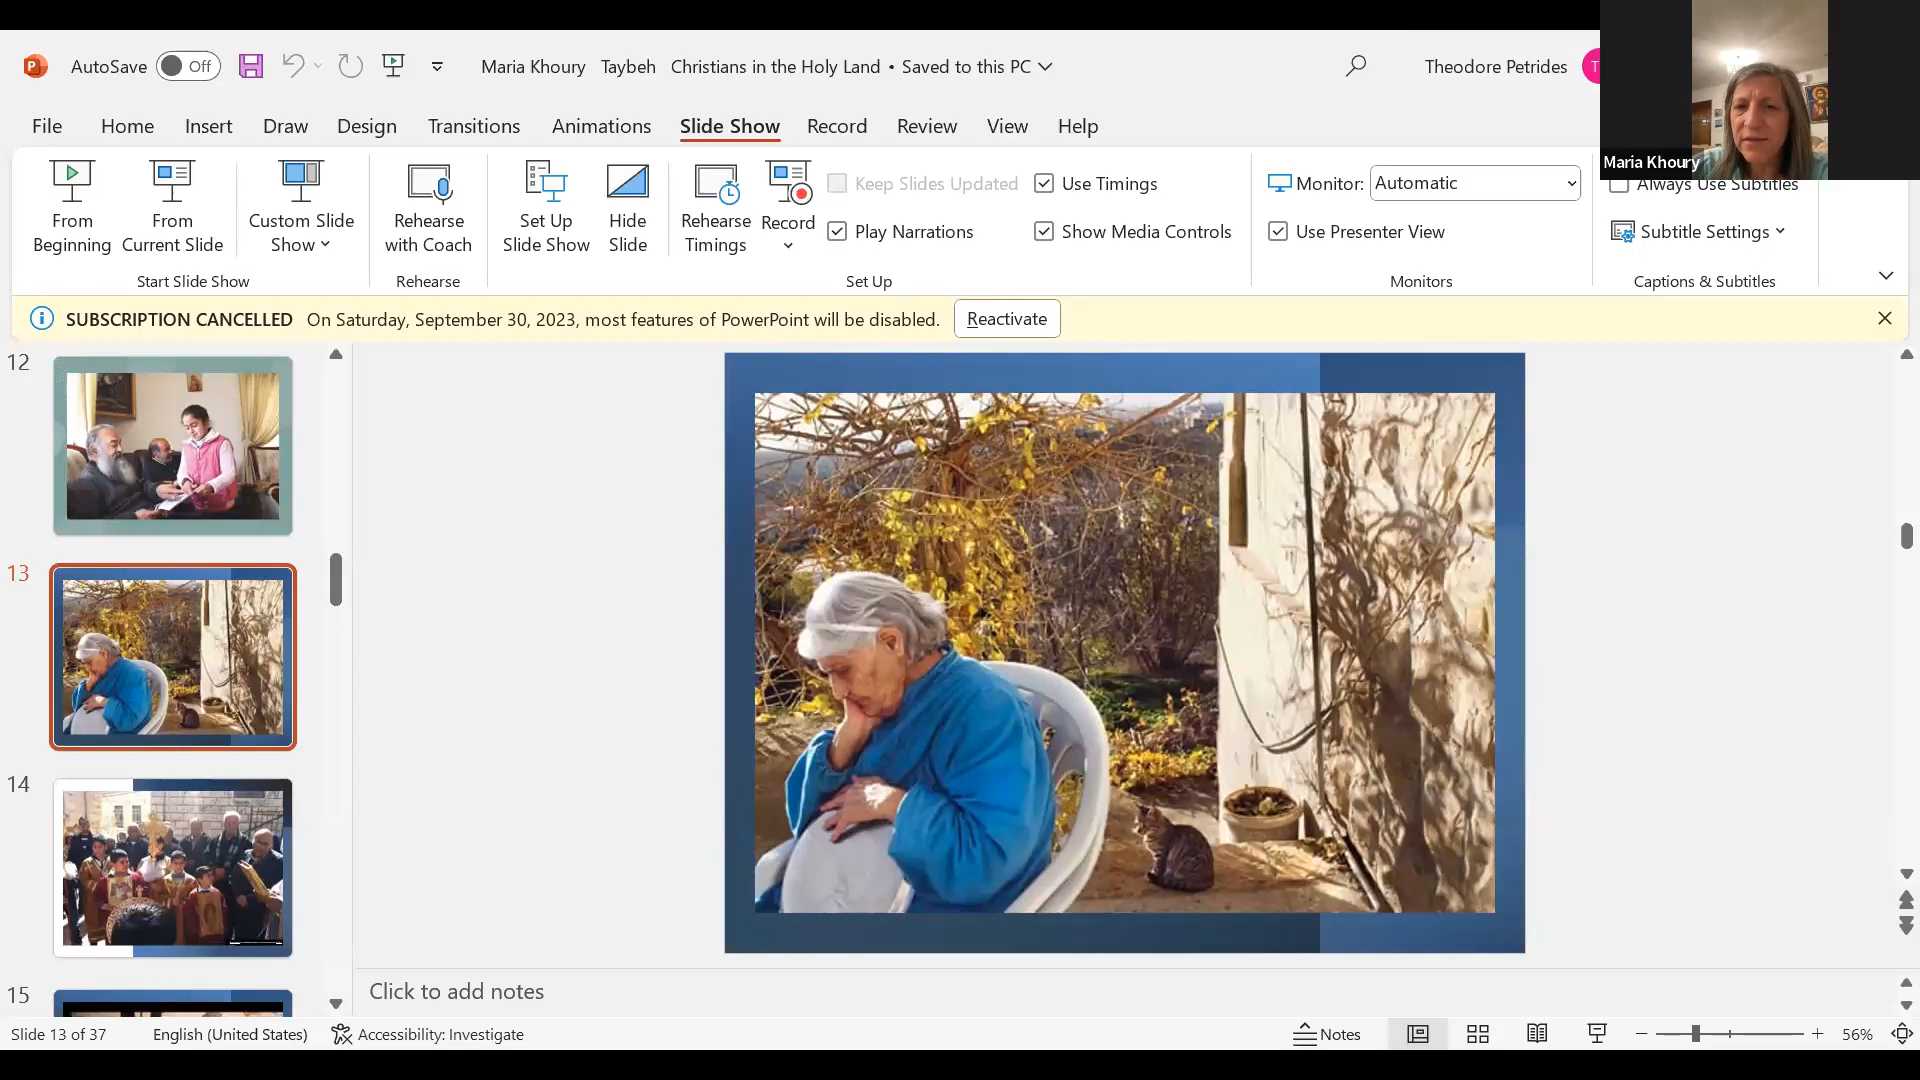 AutoSave Off Maria Khoury Taybeh Christians in the Holy Land • Saved to this PC Theodore Petrides T
File Home Insert Draw Design Transitions Animations Slide Show Record Review View Help
Maria Khoury
From Beginning
From Current Slide
Custom Slide Show
Start Slide Show
Rehearse with Coach
Rehearse
Set Up Slide Show
Hide Slide
Rehearse Timings
Record
Keep Slides Updated
Use Timings
Play Narrations
Show Media Controls
Set Up
Monitor: Automatic
Use Presenter View
Monitors
Always Use Subtitles
Subtitle Settings
Captions & Subtitles
SUBSCRIPTION CANCELLED On Saturday, September 30, 2023, most features of PowerPoint will be disabled. Reactivate
12
13
14
15
Click to add notes
Slide 13 of 37 English (United States) Accessibility: Investigate Notes 56%